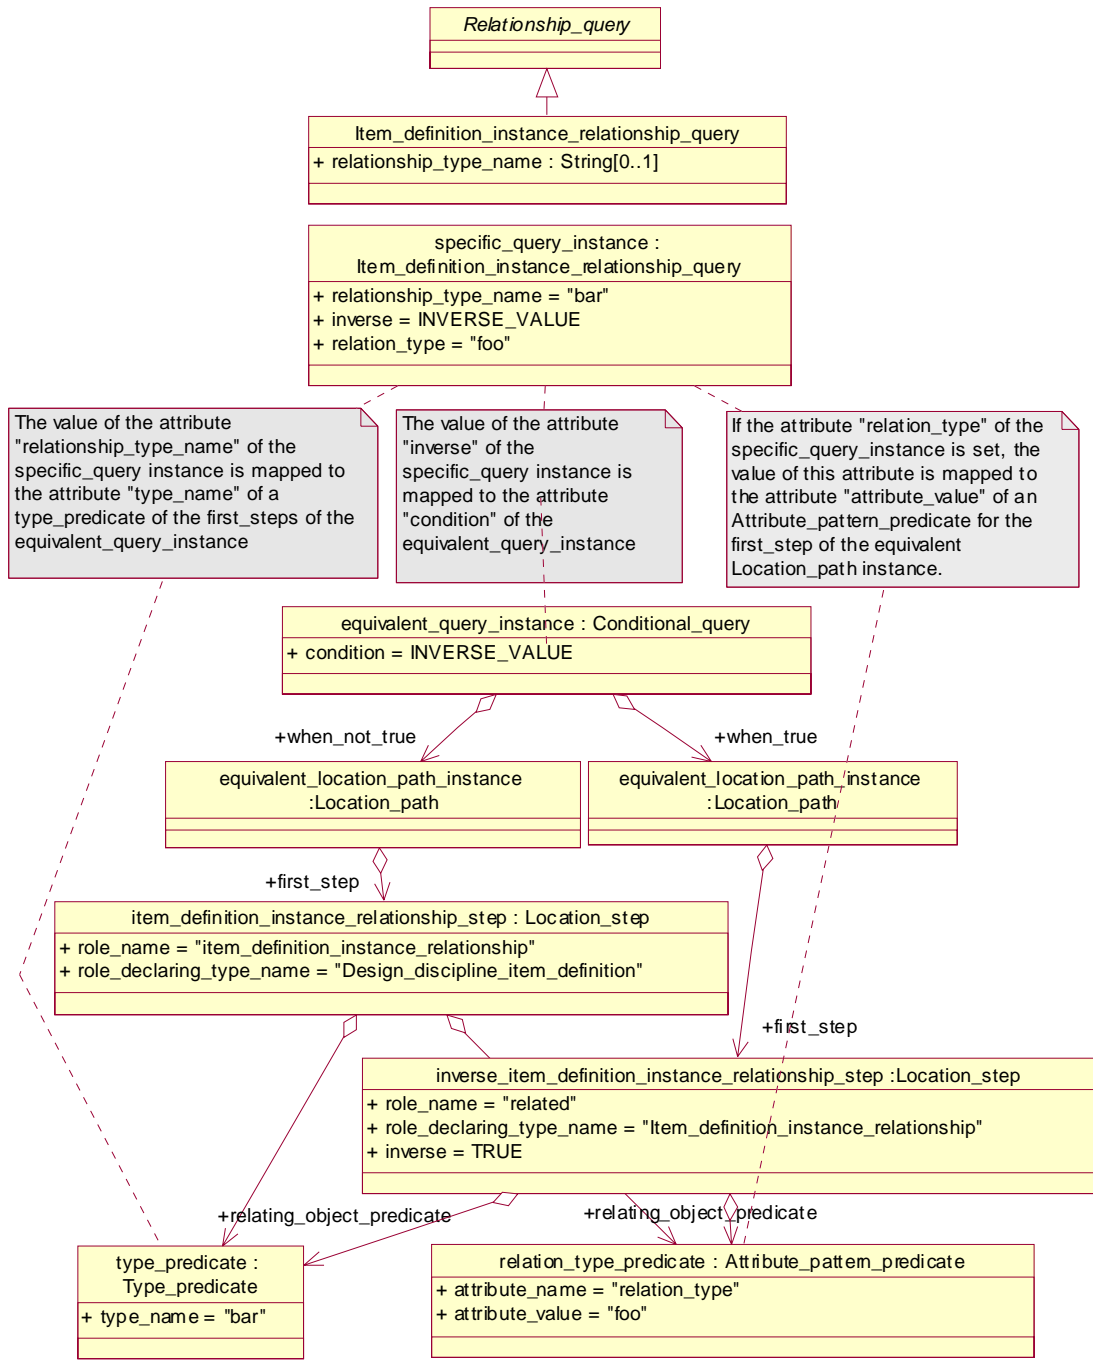 Relationship_query
Item_definition_instance_relationship_query
+ relationship_type_name : String[0..1]
specific_query_instance :
Item_definition_instance_relationship_query
+ relationship_type_name = "bar"
+ inverse = INVERSE_VALUE
+ relation_type = "foo"
The value of the attribute
"relationship_type_name" of the
specific_query instance is mapped to
the attribute "type_name" of a
type_predicate of the first_steps of the
equivalent_query_instance
The value of the attribute
"inverse" of the
specific_query instance is
mapped to the attribute
"condition" of the
equivalent_query_instance
If the attribute "relation_type" of the
specific_query_instance is set, the
value of this attribute is mapped to
the attribute "attribute_value" of an
Attribute_pattern_predicate for the
first_step of the equivalent
Location_path instance.
equivalent_query_instance : Conditional_query
+ condition = INVERSE_VALUE
+when_not_true
+when_true
equivalent_location_path_instance
:Location_path
equivalent_location_path_instance
:Location_path
+first_step
item_definition_instance_relationship_step : Location_step
+ role_name = "item_definition_instance_relationship"
+ role_declaring_type_name = "Design_discipline_item_definition"
+first_step
inverse_item_definition_instance_relationship_step :Location_step
+ role_name = "related"
+ role_declaring_type_name = "Item_definition_instance_relationship"
+ inverse = TRUE
+relating_object_predicate
+relating_object_predicate
type_predicate :
Type_predicate
+ type_name = "bar"
relation_type_predicate : Attribute_pattern_predicate
+ attribute_name = "relation_type"
+ attribute_value = "foo"